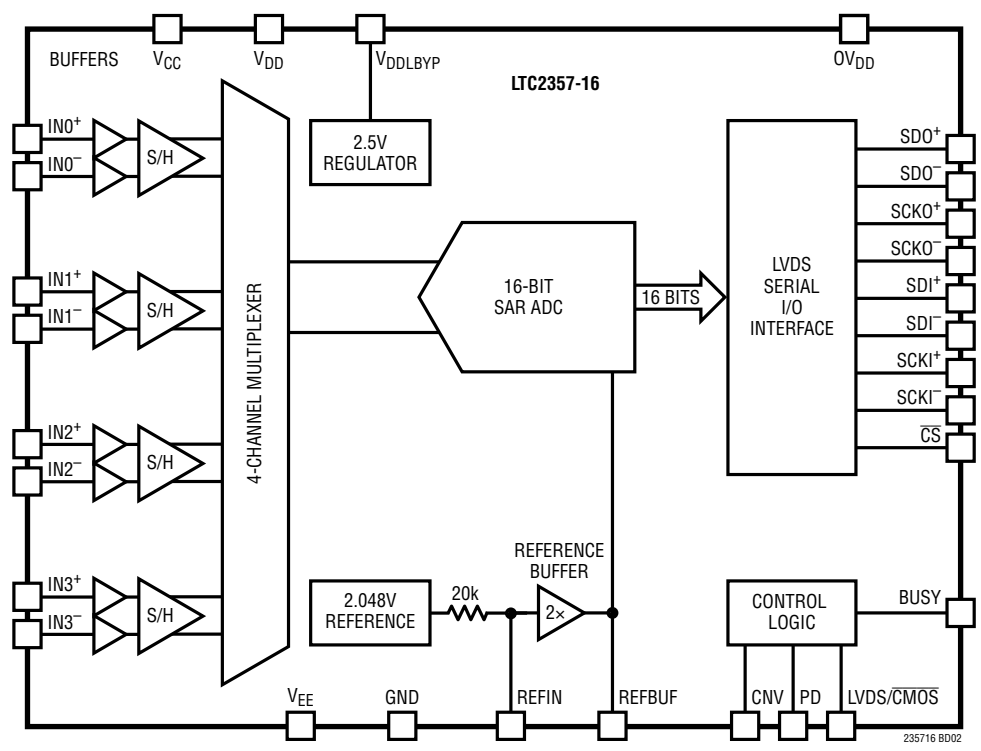 BUFFERS
VCC
VDD
VDDLBYP
OVDD
LTC2357-16
IN0+
IN0–
S/H
IN1+
IN1–
S/H
IN2+
IN2–
S/H
IN3+
IN3–
S/H
4-CHANNEL MULTIPLEXER
2.5V
REGULATOR
16-BIT
SAR ADC
16 BITS
LVDS
SERIAL
I/O
INTERFACE
SDO+
SDO–
SCKO+
SCKO–
SDI+
SDI–
SCKI+
SCKI–
C̅S̅
2.048V
REFERENCE
20k
REFERENCE
BUFFER
2×
CONTROL
LOGIC
BUSY
VEE
GND
REFIN
REFBUF
CNV
PD
LVDS/C̅M̅O̅S̅
235716 BD02